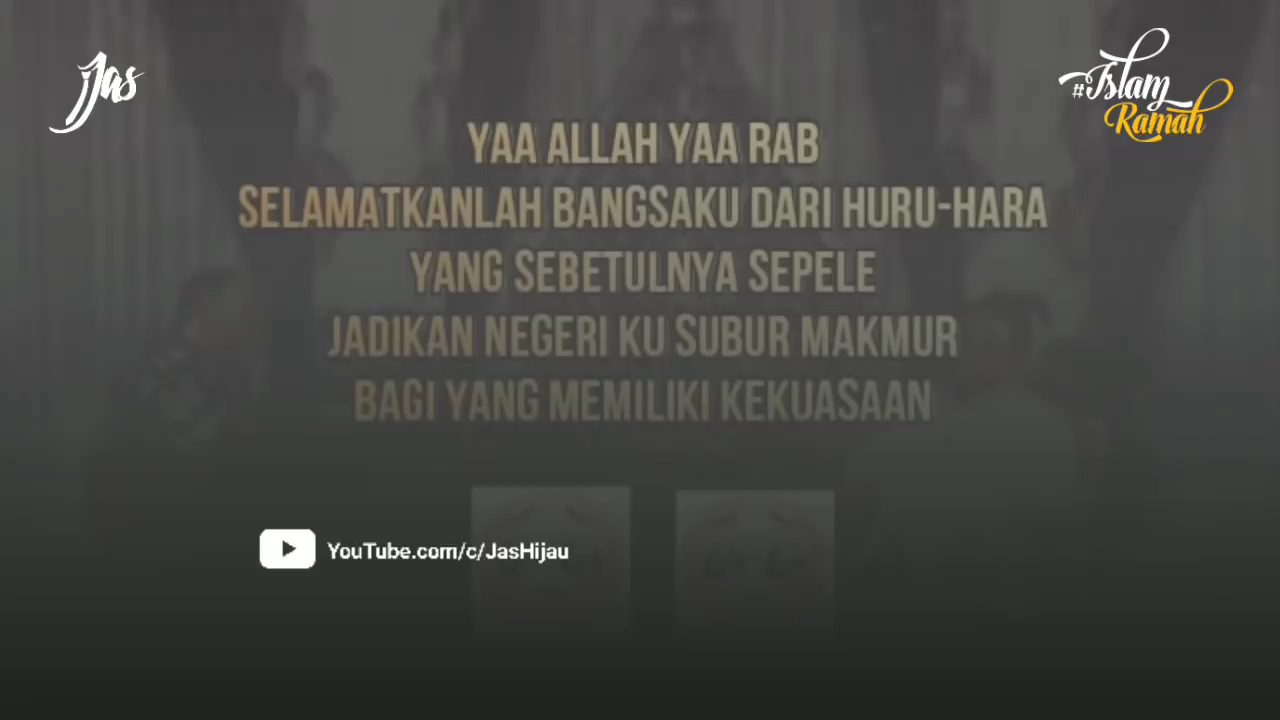 Jas
#Islam
Ramah
YAA ALLAH YAA RAB
SELAMATKANLAH BANGSAKU DARI HURU-HARA
YANG SEBETULNYA SEPELE
JADIKAN NEGERI KU SUBUR MAKMUR
BAGI YANG MEMILIKI KEKUASAAN
YouTube.com/c/JasHijau